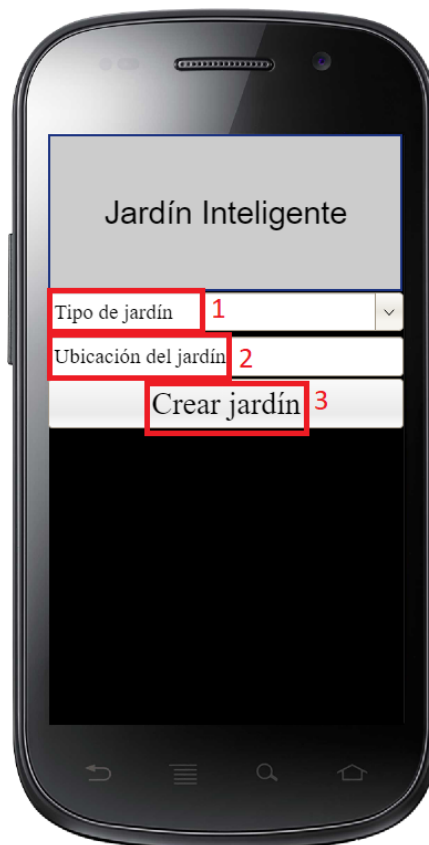 Jardín Inteligente
Tipo de jardín 1
Ubicación del jardín 2
Crear jardín 3